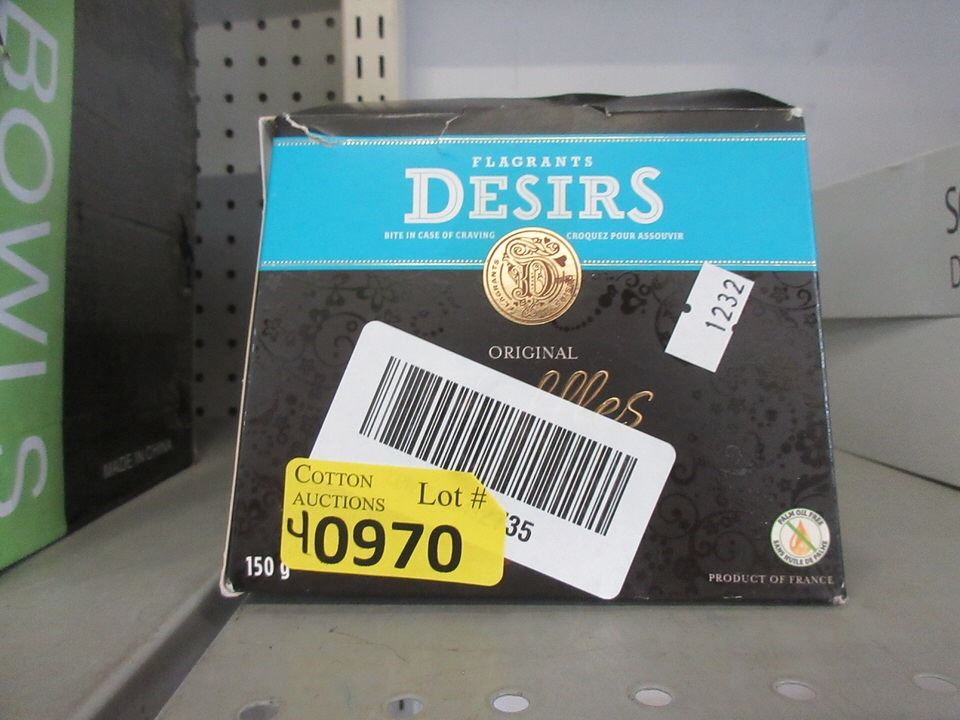 BOWLS
MADE IN CHINA
FLAGRANTS
DESIRS
BITE IN CASE OF CRAVING
CROQUEZ POUR ASSOUVIR
FLAGRANTS
1232
ORIGINAL
35
COTTON
AUCTIONS
Lot #
40970
150 g
PALM OIL FREE
SANS HUILE DE PALME
PRODUCT OF FRANCE